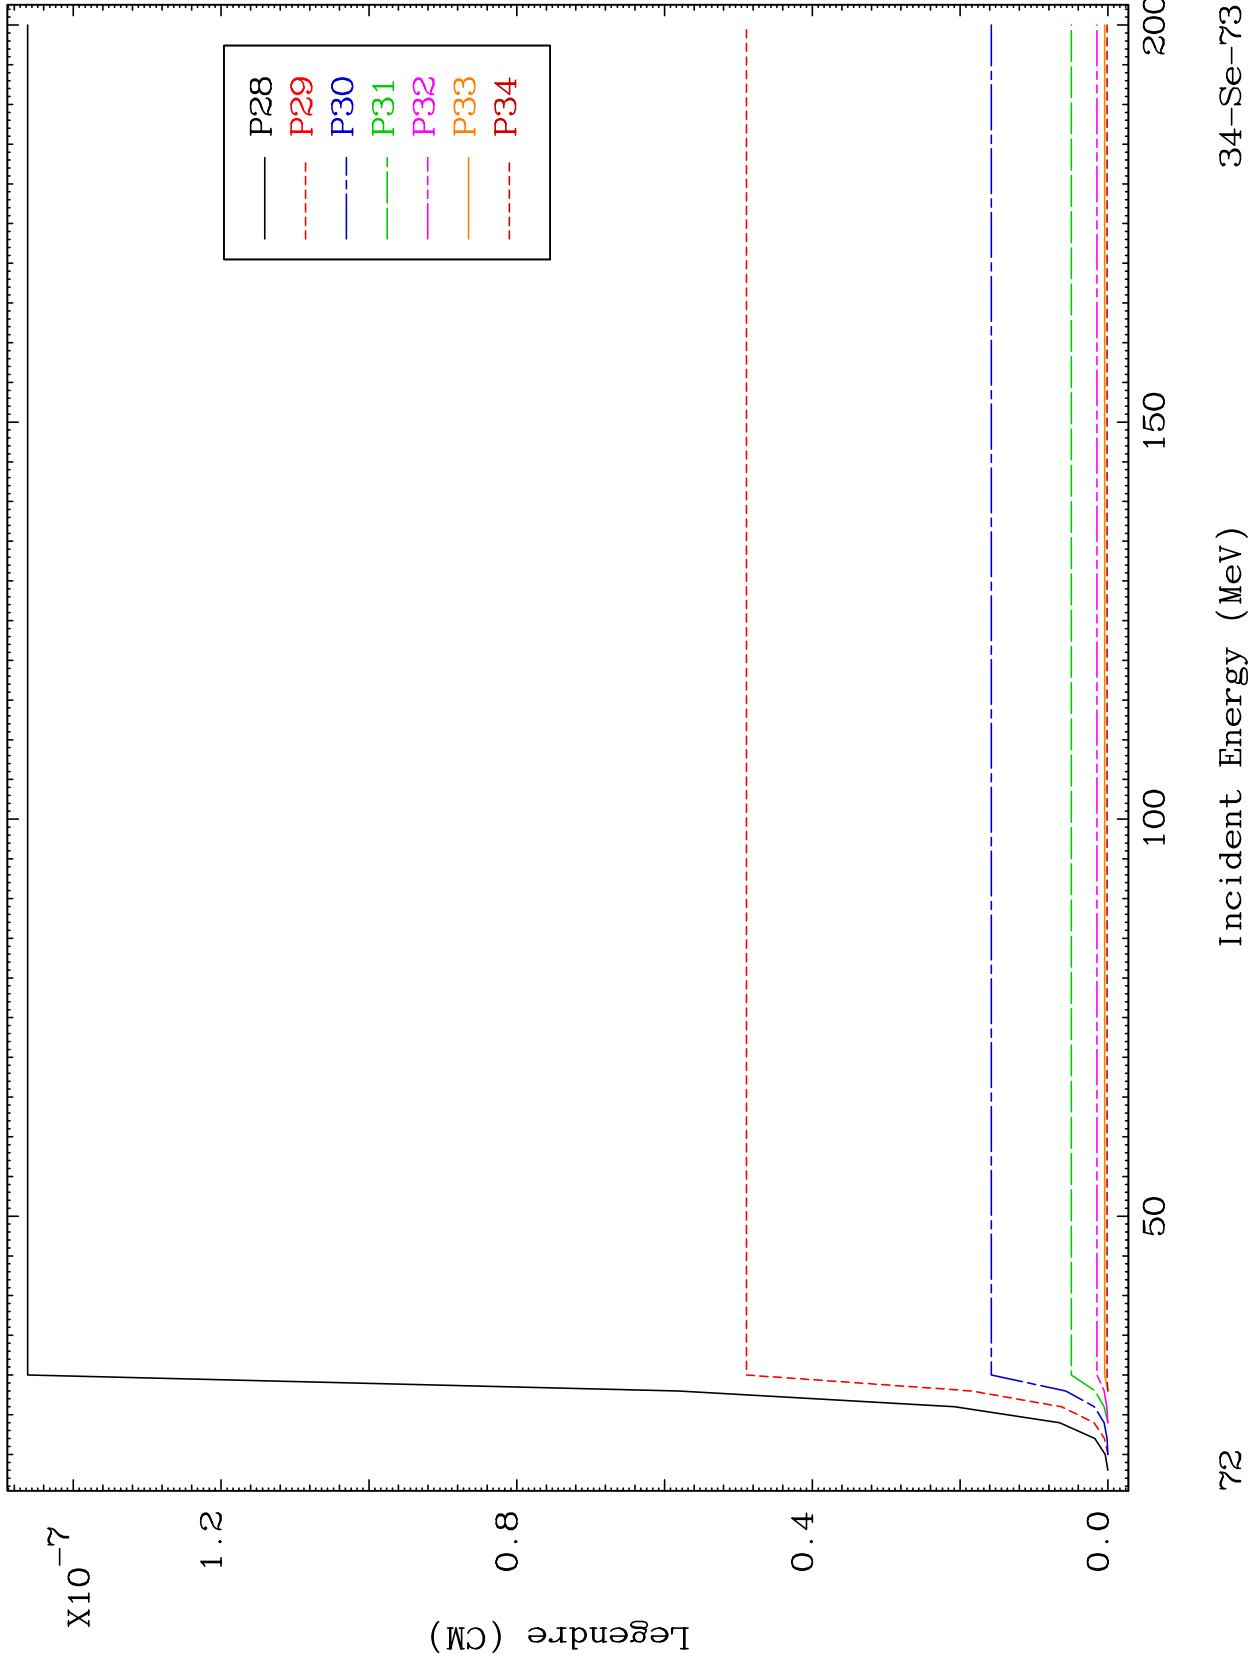 X10-7
1.2
0.8
0.4
0.0
Legendre (CM)
P28
P29
P30
P31
P32
P33
P34
50
100
150
200
Incident Energy (MeV)
72
34-Se-73